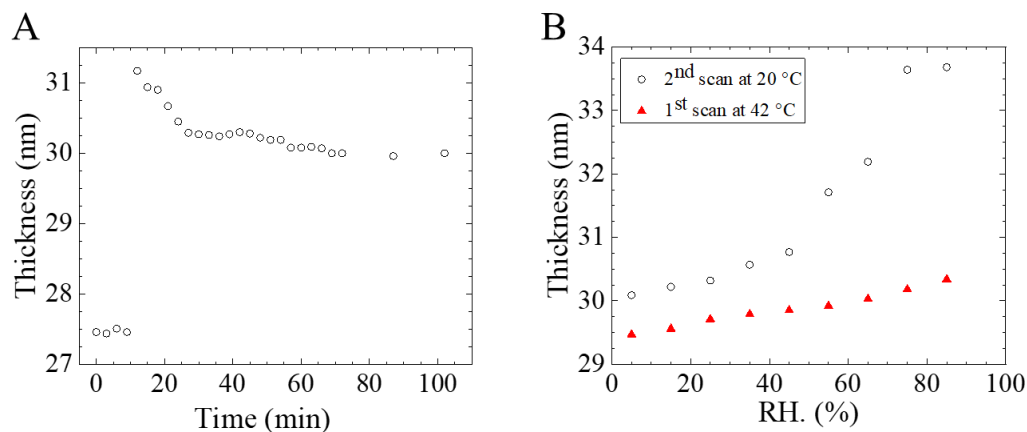 A
Thickness (nm)
31
30
29
28
27
0 20 40 60 80 100
Time (min)
B
Thickness (nm)
34
33
32
31
30
29
2nd scan at 20 °C
1st scan at 42 °C
0 20 40 60 80 100
RH. (%)